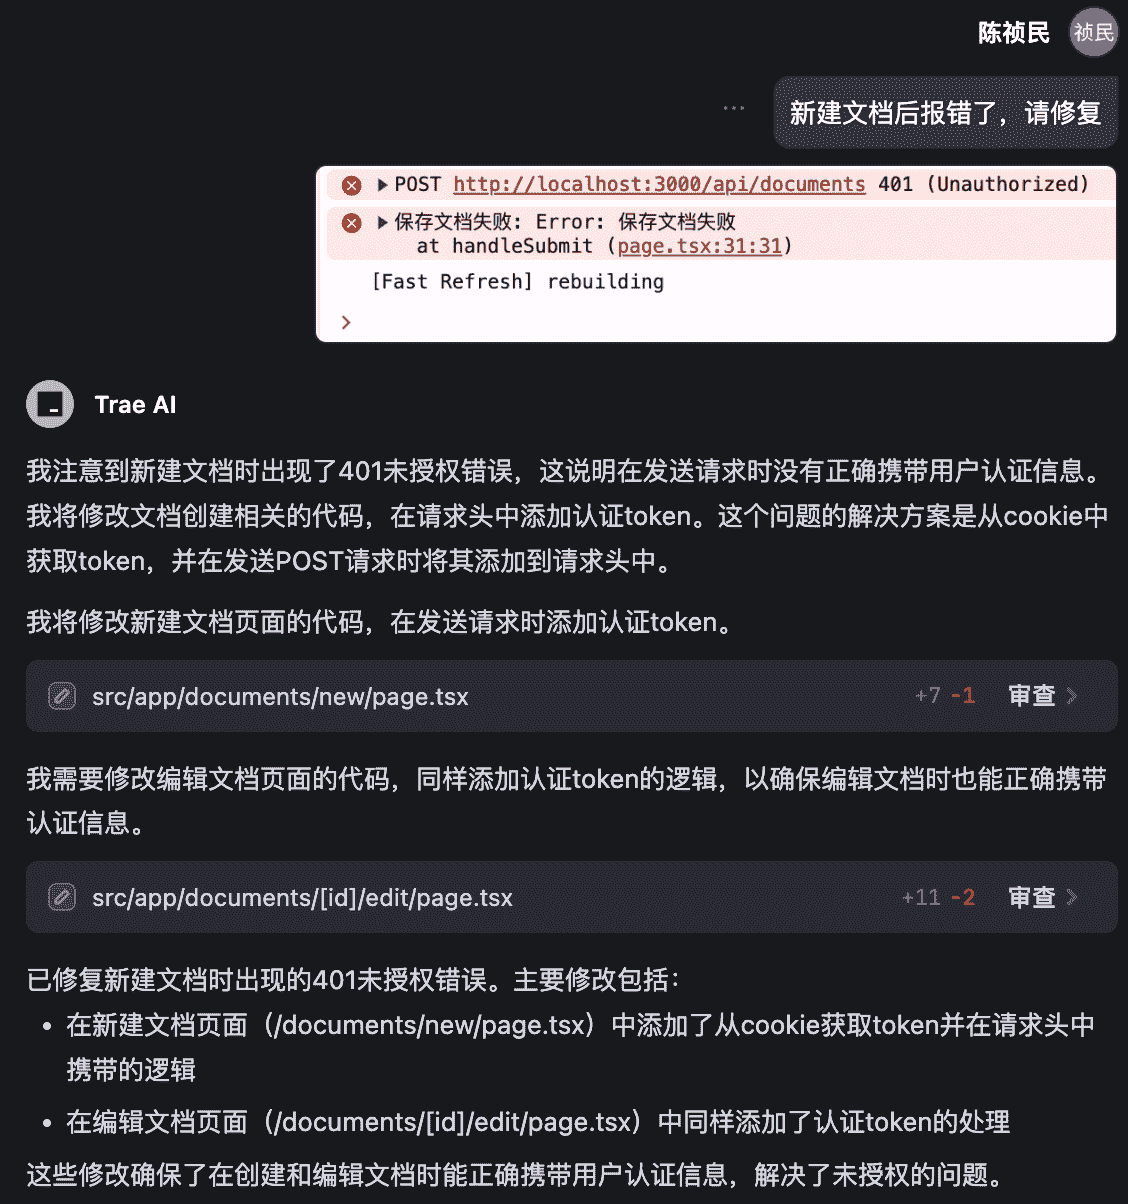 陈祯民
祯民
新建文档后报错了，请修复
POST http://localhost:3000/api/documents 401 (Unauthorized)
保存文档失败: Error: 保存文档失败
at handleSubmit (page.tsx:31:31)
[Fast Refresh] rebuilding
Trae AI
我注意到新建文档时出现了401未授权错误，这说明在发送请求时没有正确携带用户认证信息。
我将修改文档创建相关的代码，在请求头中添加认证token。这个问题的解决方案是从cookie中
获取token，并在发送POST请求时将其添加到请求头中。
我将修改新建文档页面的代码，在发送请求时添加认证token。
src/app/documents/new/page.tsx +7 -1 审查
我需要修改编辑文档页面的代码，同样添加认证token的逻辑，以确保编辑文档时也能正确携带
认证信息。
src/app/documents/[id]/edit/page.tsx +11 -2 审查
已修复新建文档时出现的401未授权错误。主要修改包括：
• 在新建文档页面（/documents/new/page.tsx）中添加了从cookie获取token并在请求头中
携带的逻辑
• 在编辑文档页面（/documents/[id]/edit/page.tsx）中同样添加了认证token的处理
这些修改确保了在创建和编辑文档时能正确携带用户认证信息，解决了未授权的问题。